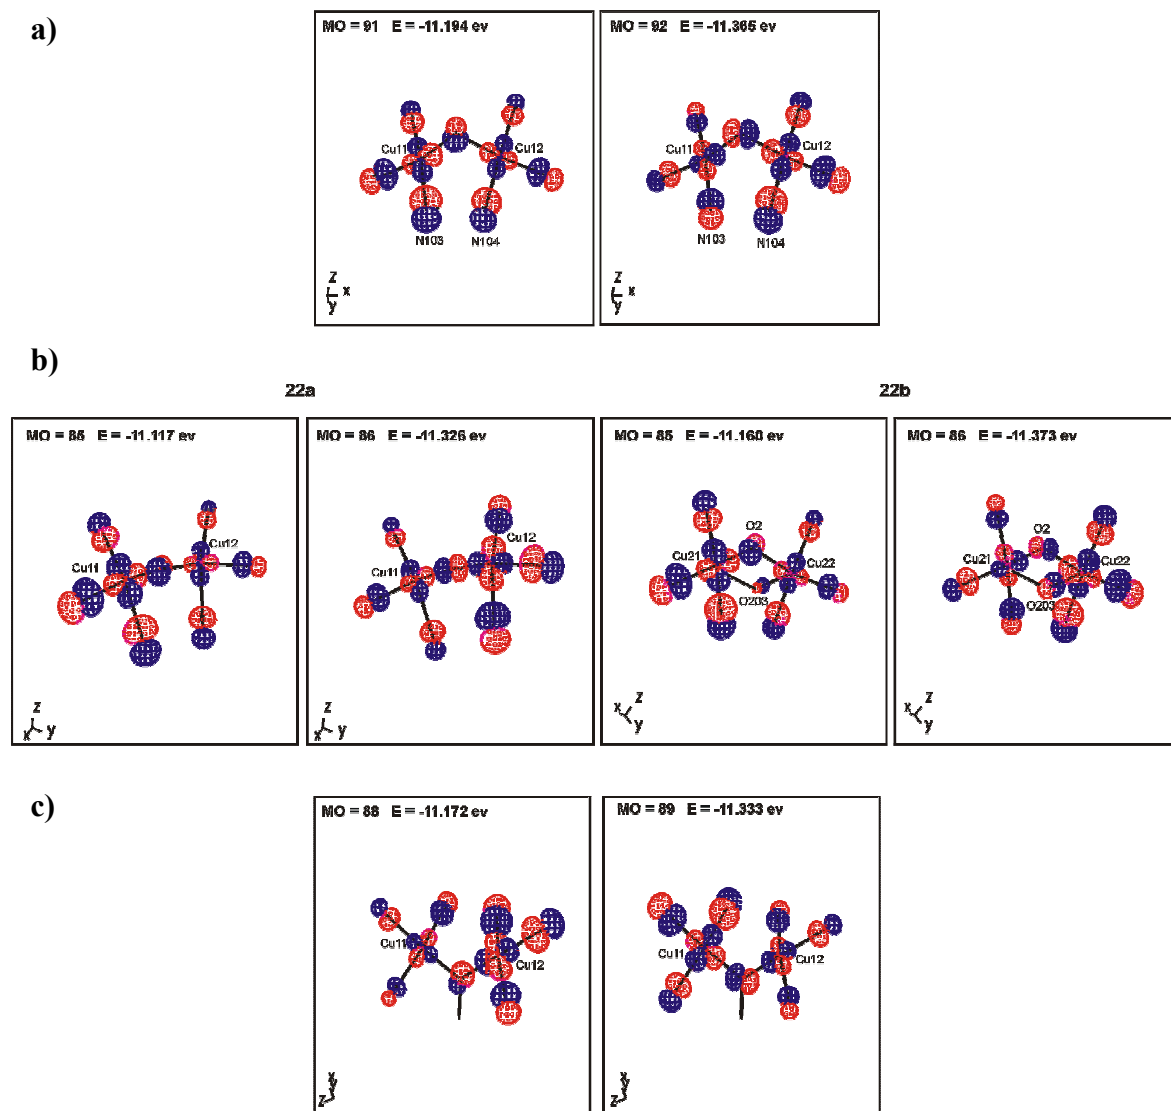 a)
MO = 91 E = -11.194 ev
Cu11
Cu12
N103 N104
Z
x
y
MO = 92 E = -11.365 ev
Cu11
Cu12
N103
N104
Z
x
y
b)
22a
22b
MO = 85 E = -11.117 ev
Cu12
Cu11
z
x y
MO = 86 E = -11.326 ev
Cu12
Cu11
z
x y
MO = 85 E = -11.160 ev
O2
Cu21
Cu22
O203
x z
y
MO = 86 E = -11.373 ev
O2
Cu21
Cu22
O203
x z
y
c)
MO = 88 E = -11.172 ev
Cu11
Cu12
x
y
z
MO = 89 E = -11.333 ev
Cu11
Cu12
x
y
z